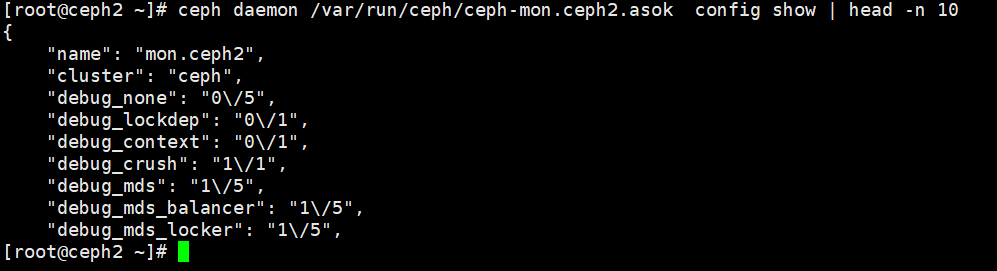 [root@ceph2 ~]# ceph daemon /var/run/ceph/ceph-mon.ceph2.asok  config show | head -n 10
{
    "name": "mon.ceph2",
    "cluster": "ceph",
    "debug_none": "0\/5",
    "debug_lockdep": "0\/1",
    "debug_context": "0\/1",
    "debug_crush": "1\/1",
    "debug_mds": "1\/5",
    "debug_mds_balancer": "1\/5",
    "debug_mds_locker": "1\/5",
[root@ceph2 ~]#